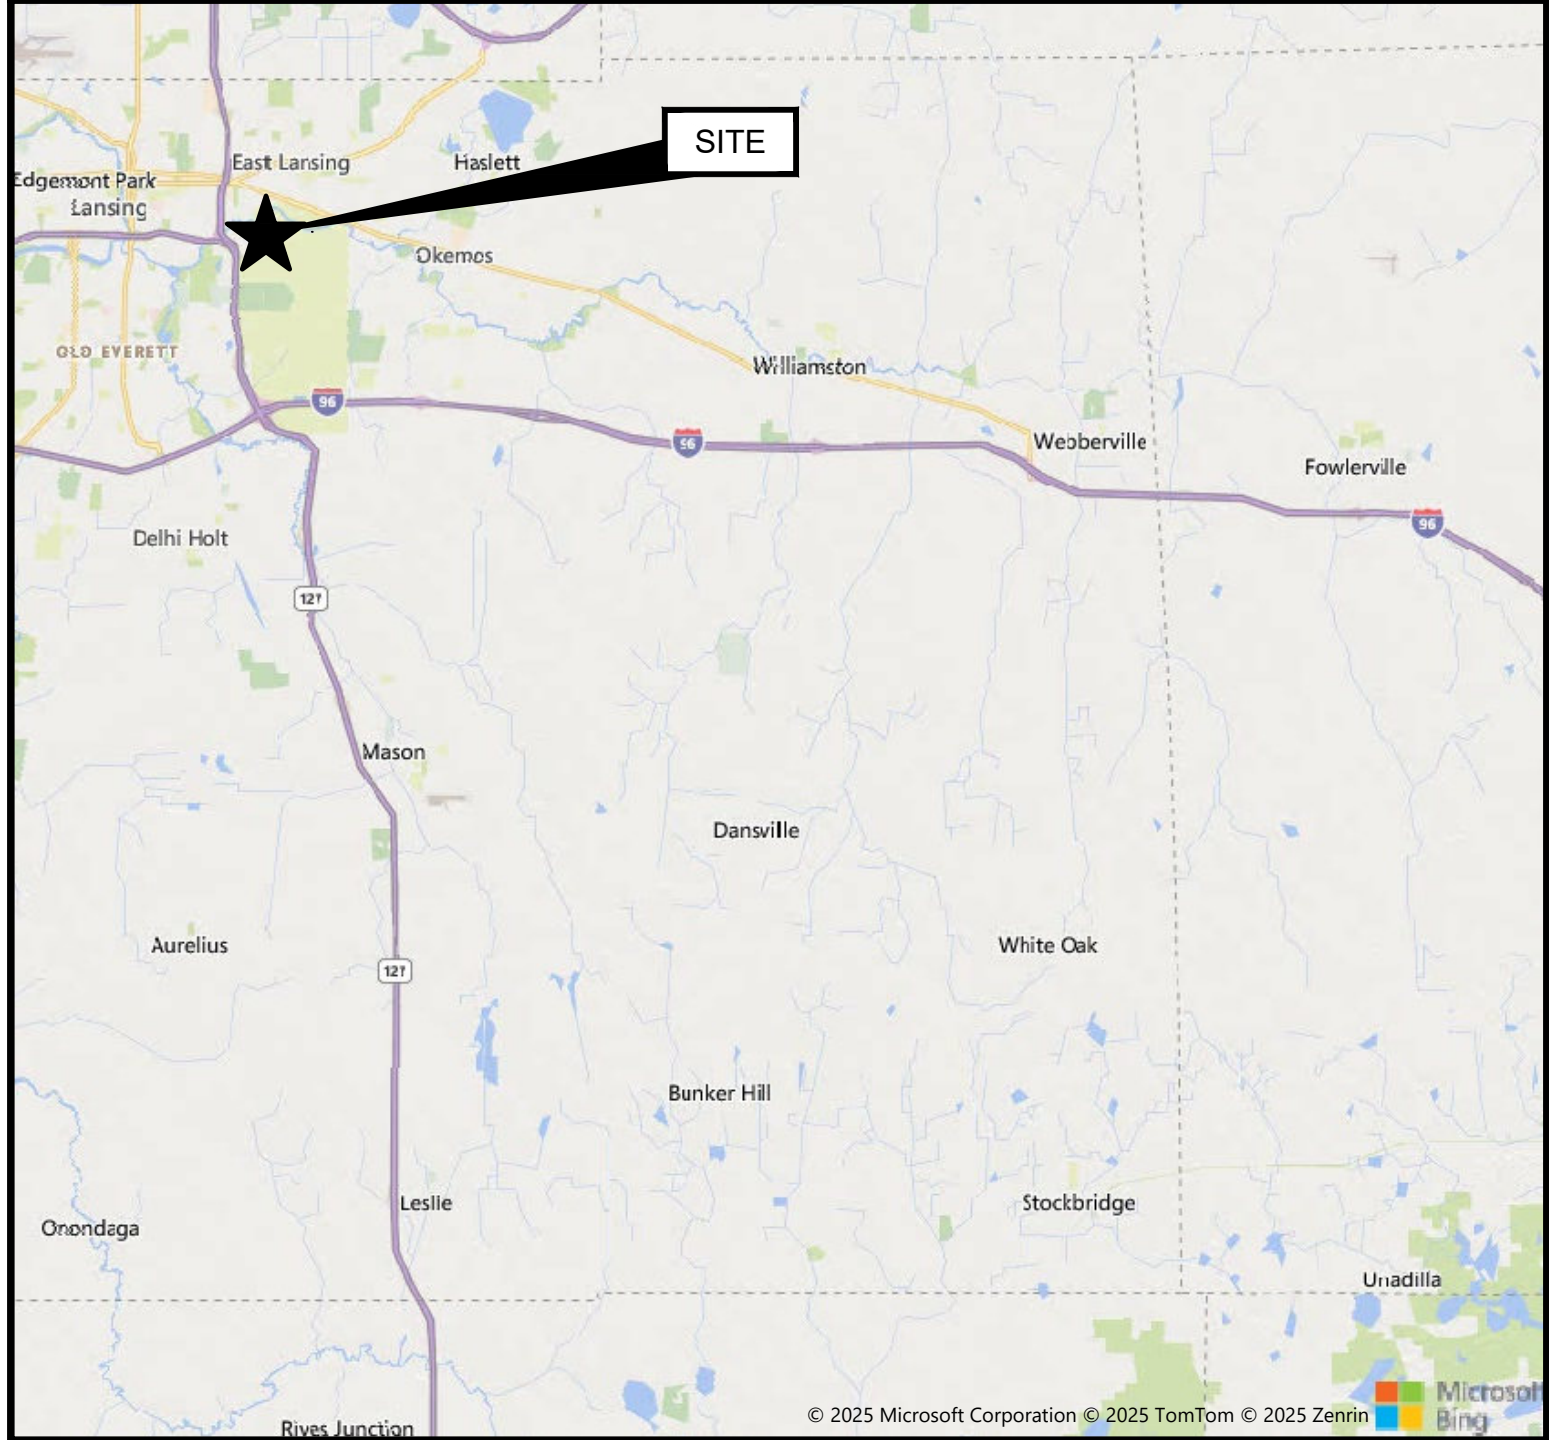 SITE
East Lansing
Haslett
Edgemont Park
Lansing
Okemos
OLD EVERETT
Williamston
96
96
Webberville
Fowlerville
96
Delhi Holt
127
Mason
Dansville
Aurelius
White Oak
127
Bunker Hill
Leslie
Stockbridge
Onondaga
Unadilla
Rives Junction
© 2025 Microsoft Corporation © 2025 TomTom © 2025 Zenrin
Microsoft
Bing